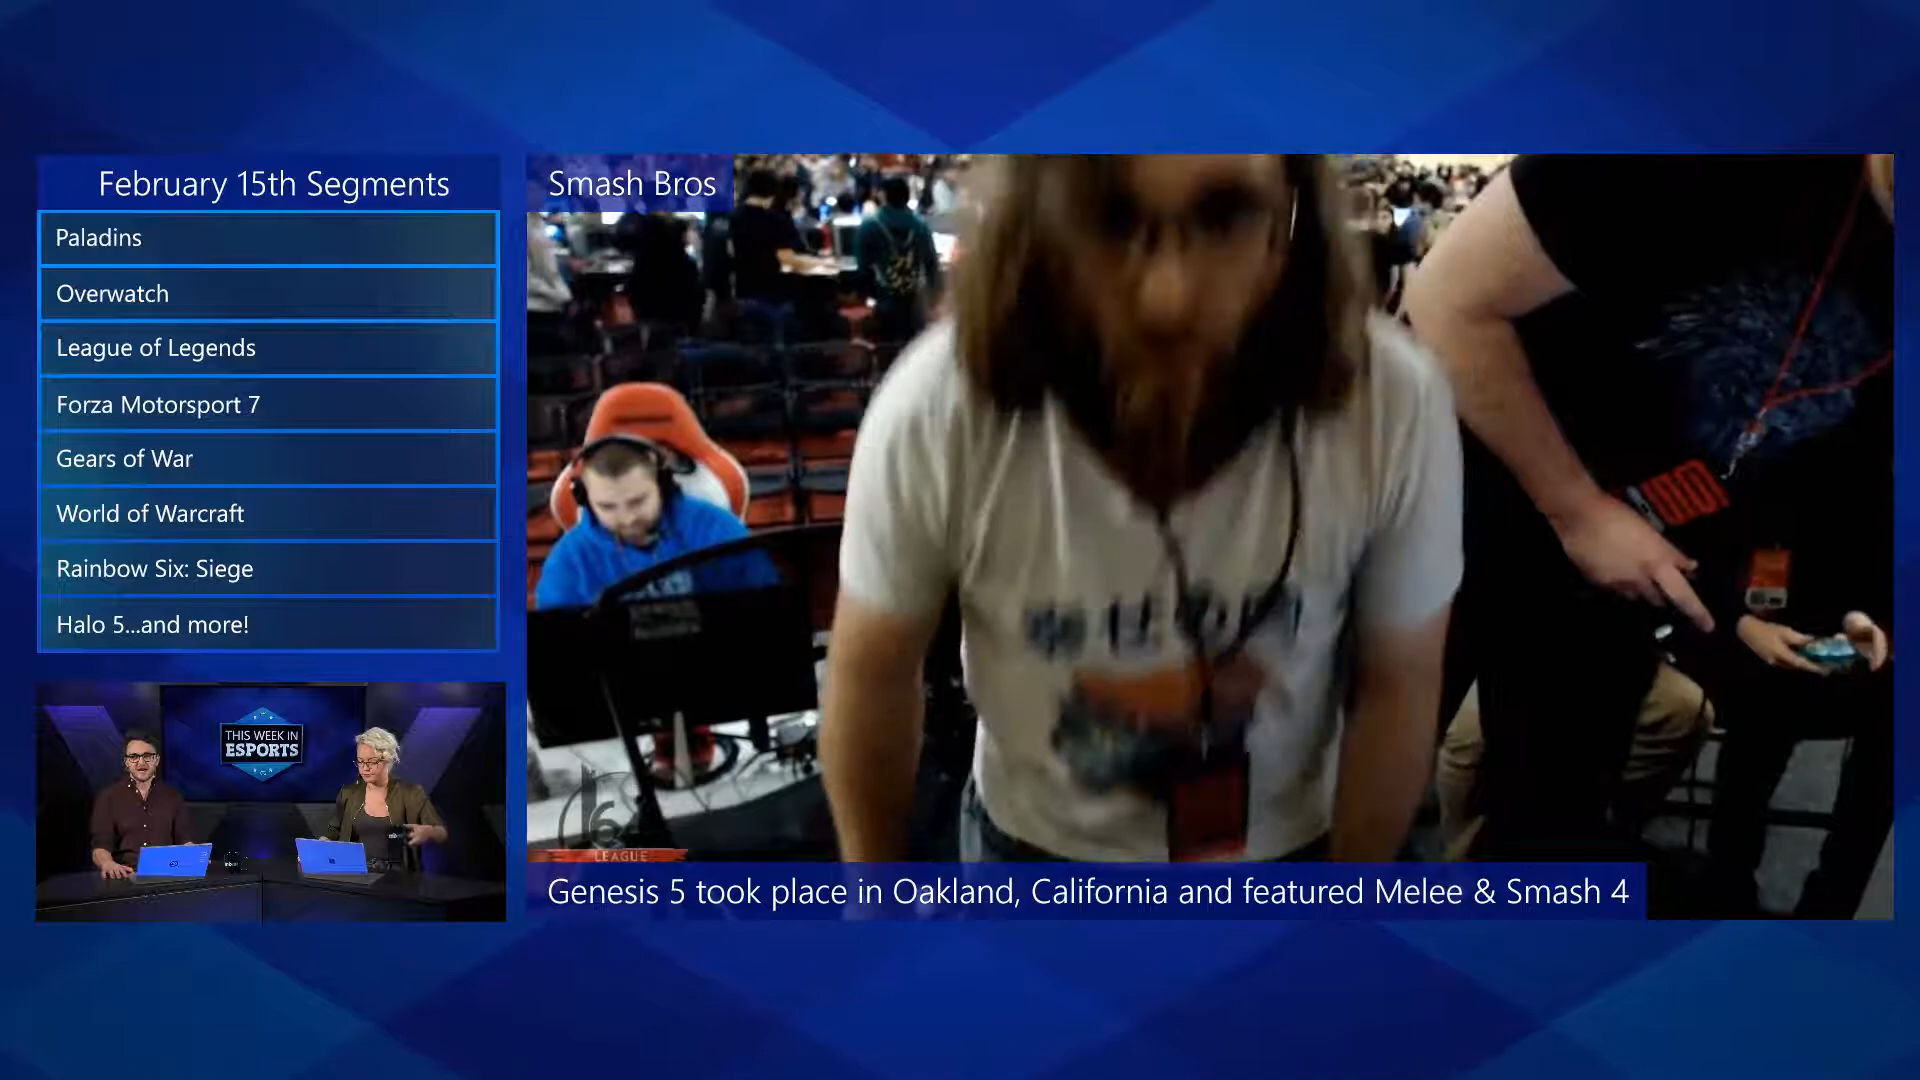 February 15th Segments
Paladins
Overwatch
League of Legends
Forza Motorsport 7
Gears of War
World of Warcraft
Rainbow Six: Siege
Halo 5...and more!
THIS WEEK IN
ESPORTS
Smash Bros
LEAGUE
Genesis 5 took place in Oakland, California and featured Melee & Smash 4